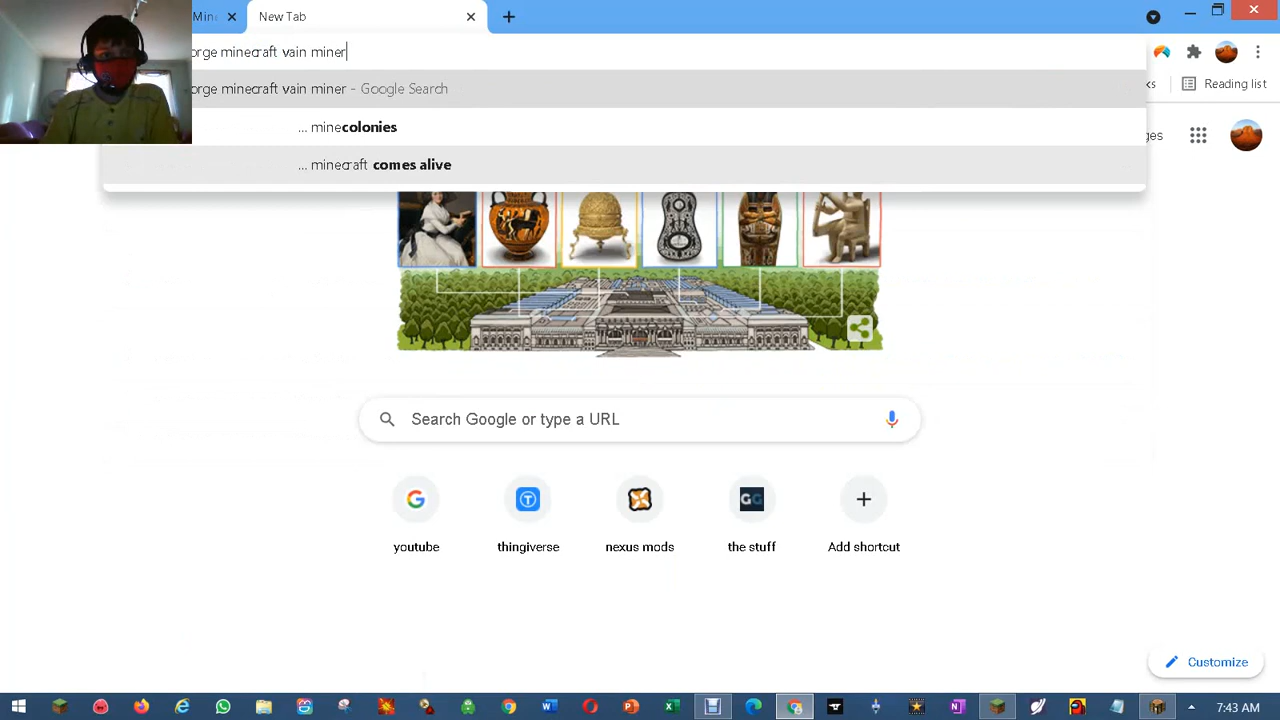 Mine
New Tab
orge minecraft vain miner
orge minecraft vain miner - Google Search
... minecolonies
... minecraft comes alive
ks
Reading list
ges
Search Google or type a URL
youtube
thingiverse
nexus mods
the stuff
Add shortcut
Customize
7:43 AM